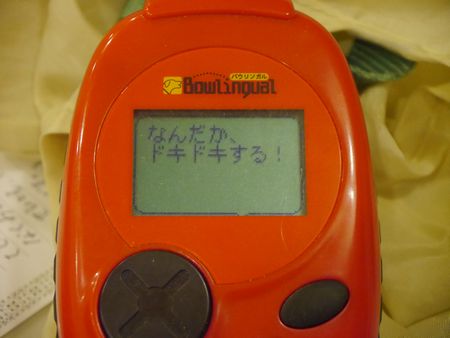 バウリンガル
Bowlingual
なんだか、
ドキドキする！